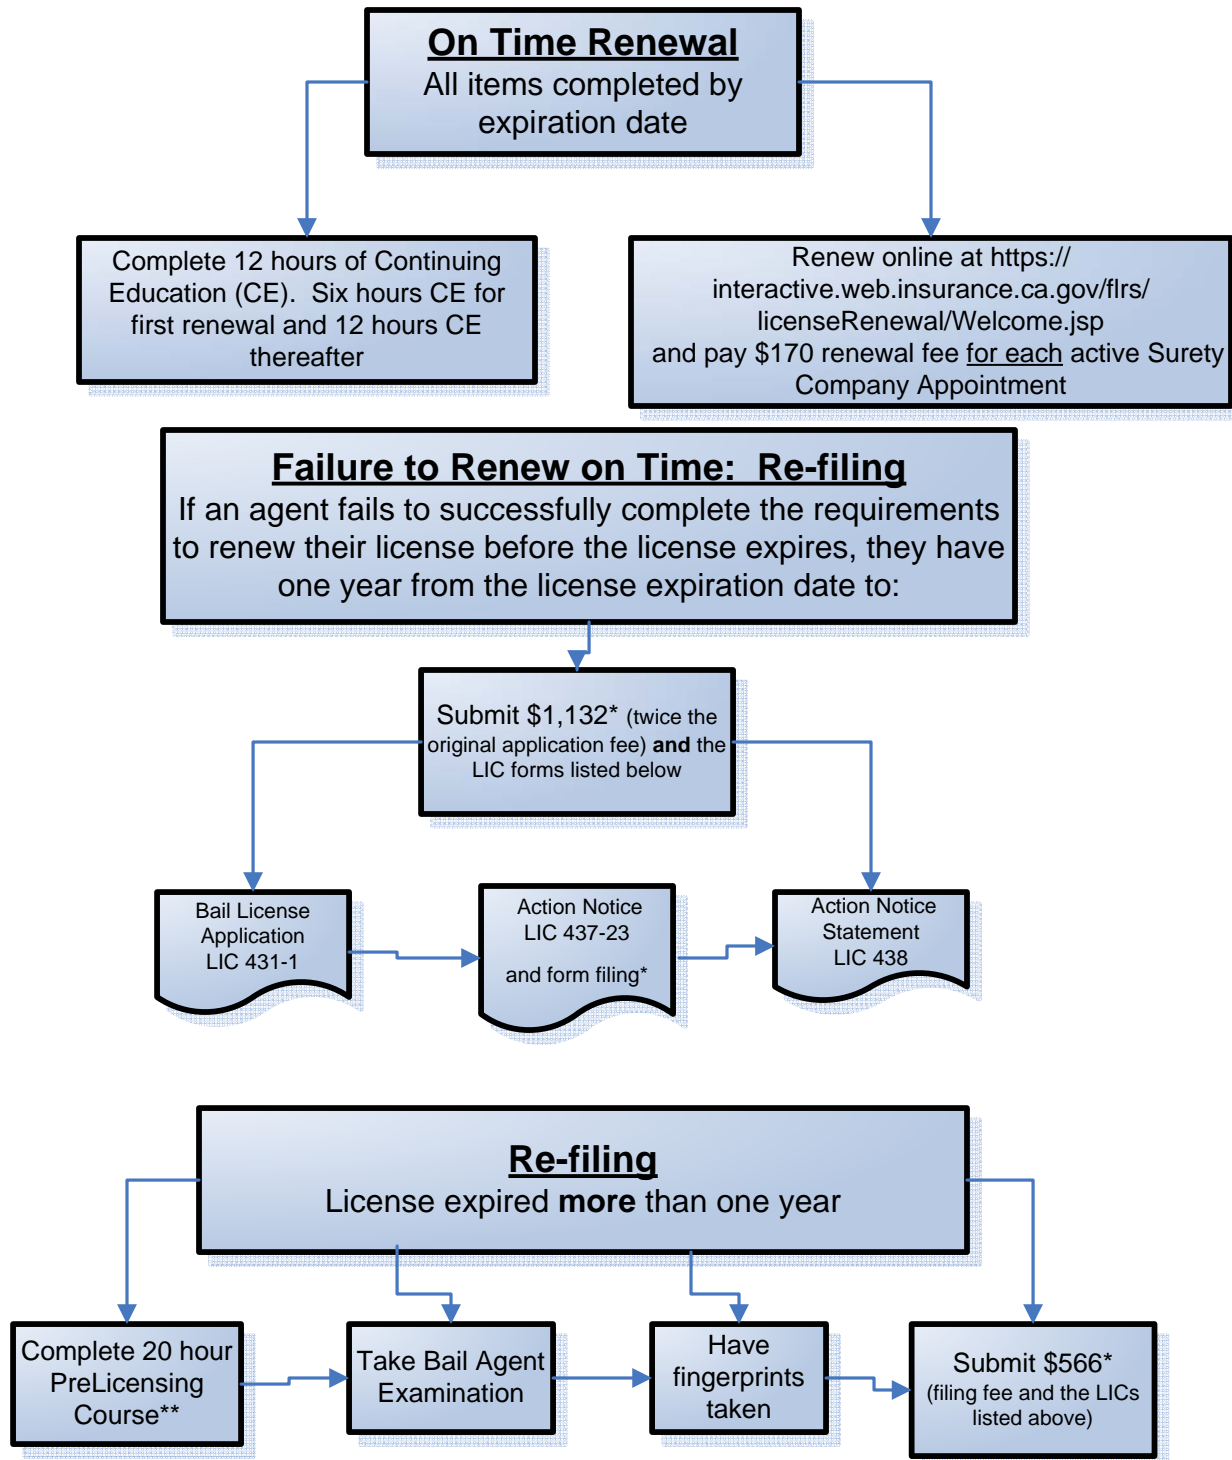 On Time Renewal
All items completed by
expiration date
Complete 12 hours of Continuing
Education (CE).  Six hours CE for
first renewal and 12 hours CE
thereafter
Renew online at https://
interactive.web.insurance.ca.gov/flrs/
licenseRenewal/Welcome.jsp
and pay $170 renewal fee for each active Surety
Company Appointment
Failure to Renew on Time:  Re-filing
If an agent fails to successfully complete the requirements
to renew their license before the license expires, they have
one year from the license expiration date to:
Submit $1,132* (twice the
original application fee) and the
LIC forms listed below
Bail License
Application
LIC 431-1
Action Notice
LIC 437-23
and form filing*
Action Notice
Statement
LIC 438
Re-filing
License expired more than one year
Complete 20 hour
PreLicensing
Course**
Take Bail Agent
Examination
Have
fingerprints
taken
Submit $566*
(filing fee and the LICs
listed above)